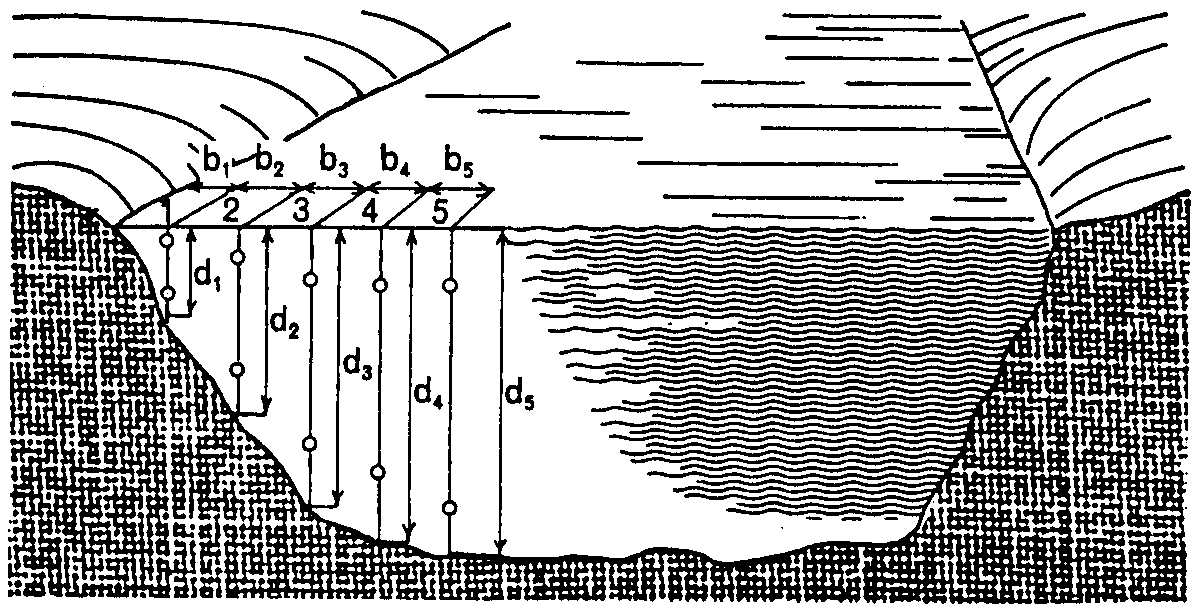 b₁ b₂ b₃ b₄ b₅
2 3 4 5
d₁
d₂
d₃
d₄ d₅